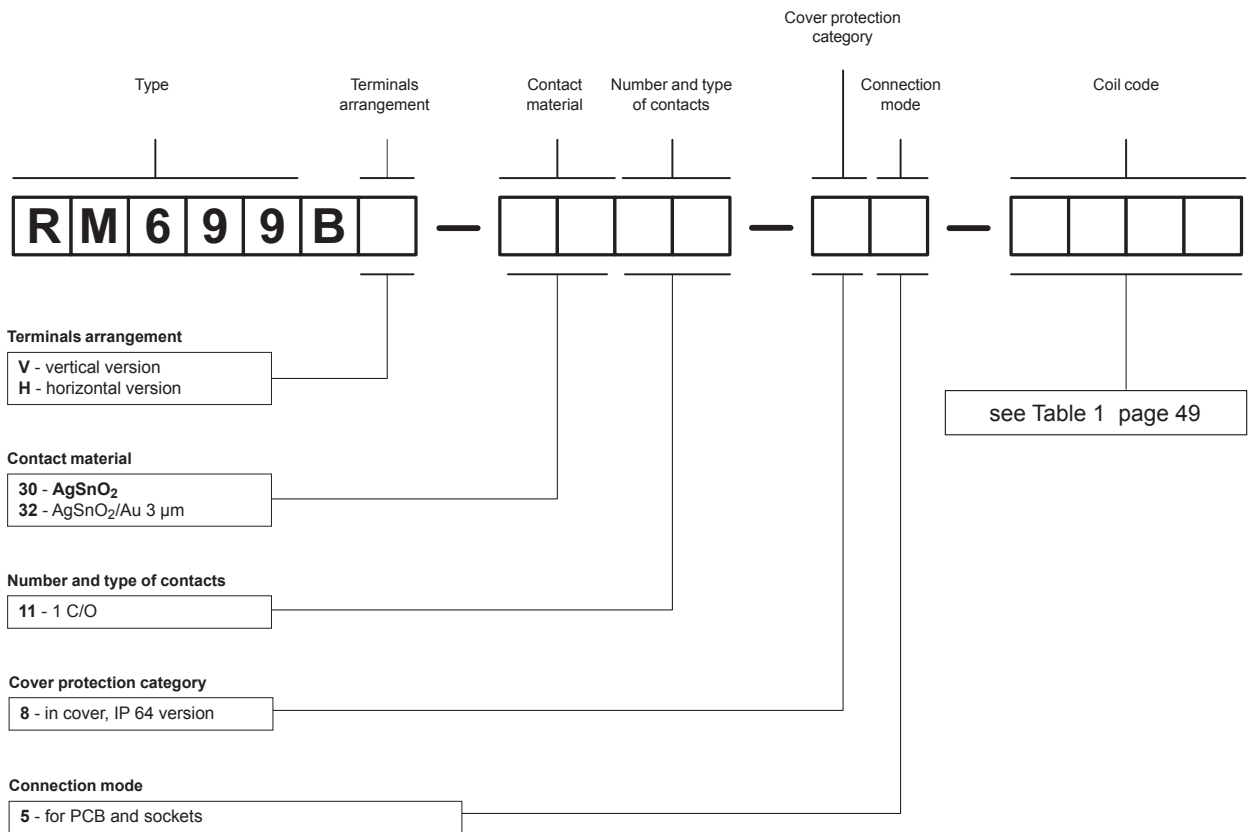 Cover protection
category
Type
Terminals
arrangement
Contact
material
Number and type
of contacts
Connection
mode
Coil code
RM699B — — —
Terminals arrangement
V - vertical version
H - horizontal version
see Table 1 page 49
Contact material
30 - AgSnO₂
32 - AgSnO₂/Au 3 µm
Number and type of contacts
11 - 1 C/O
Cover protection category
8 - in cover, IP 64 version
Connection mode
5 - for PCB and sockets